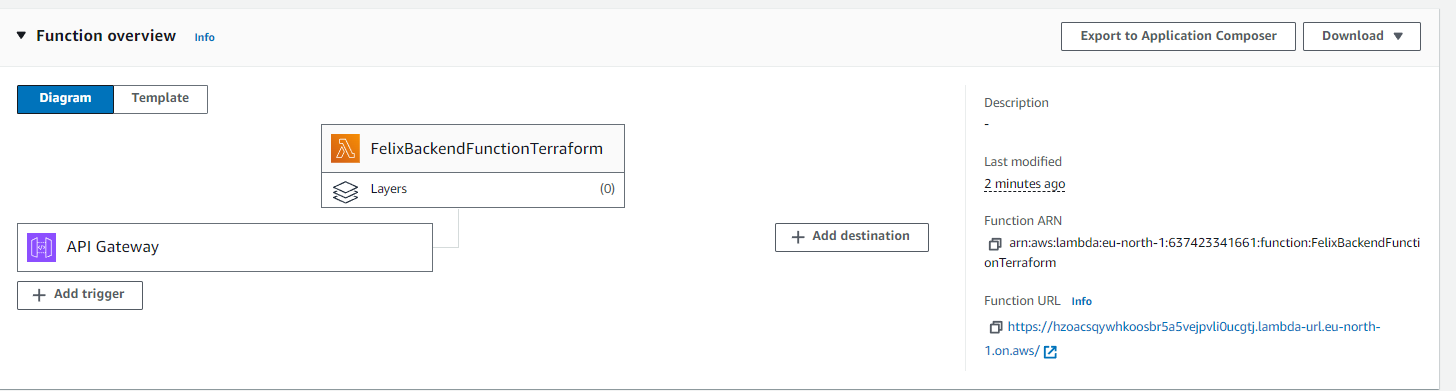 Function overview Info
Export to Application Composer
Download
Diagram
Template
FelixBackendFunctionTerraform
Layers (0)
API Gateway
Add trigger
Add destination
Description
-
Last modified
2 minutes ago
Function ARN
arn:aws:lambda:eu-north-1:637423341661:function:FelixBackendFuncti
onTerraform
Function URL Info
https://hzoacsqywhkoosbr5a5vejpvli0ucgtj.lambda-url.eu-north-
1.on.aws/